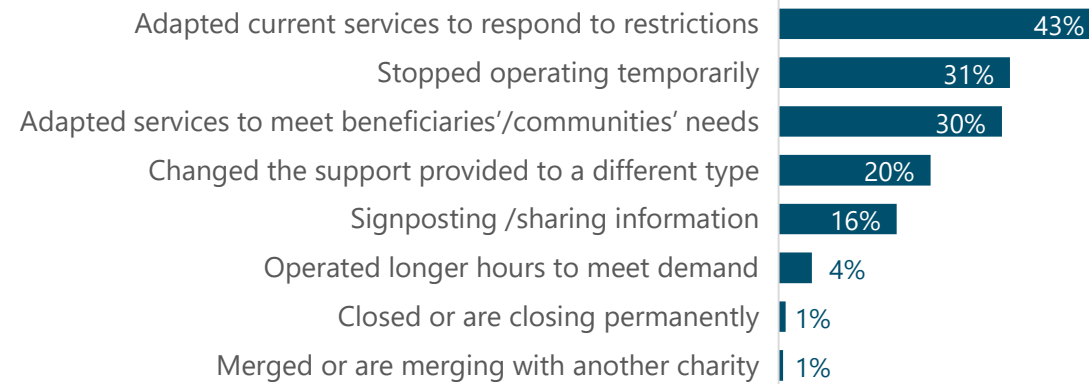 Adapted current services to respond to restrictions 43%
Stopped operating temporarily 31%
Adapted services to meet beneficiaries’/communities’ needs 30%
Changed the support provided to a different type 20%
Signposting /sharing information 16%
Operated longer hours to meet demand 4%
Closed or are closing permanently 1%
Merged or are merging with another charity 1%